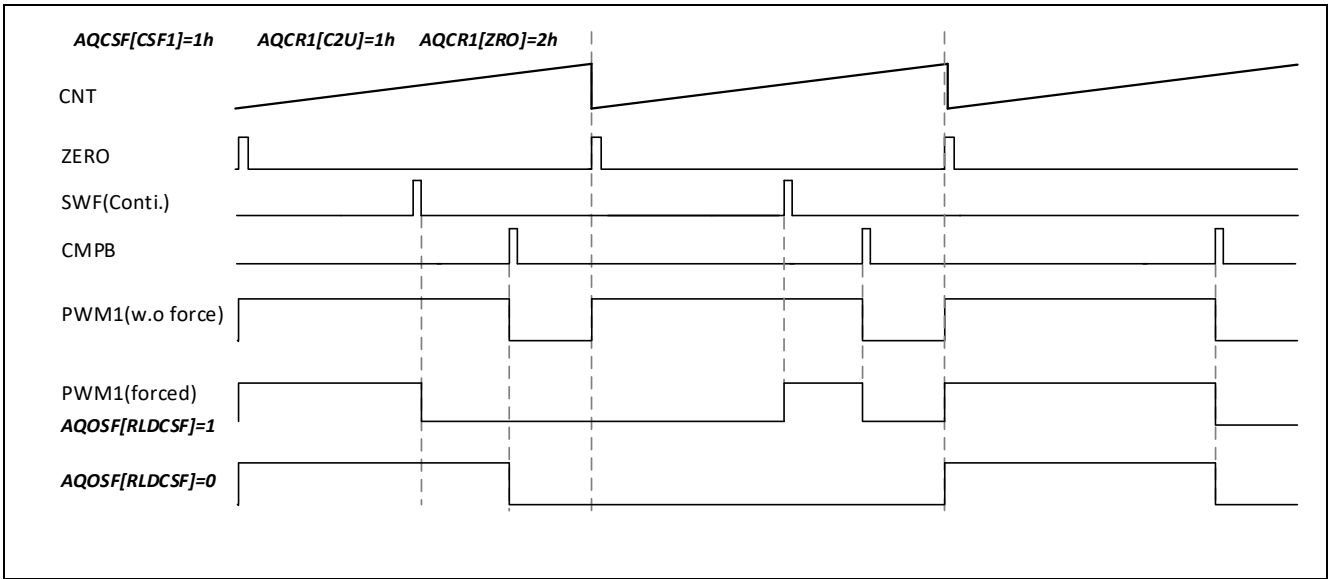 AQCSF[CSF1]=1h AQCR1[C2U]=1h AQCR1[ZRO]=2h
CNT
ZERO
SWF(Conti.)
CMPB
PWM1(w.o force)
PWM1(forced)
AQOSF[RLDCSF]=1
AQOSF[RLDCSF]=0